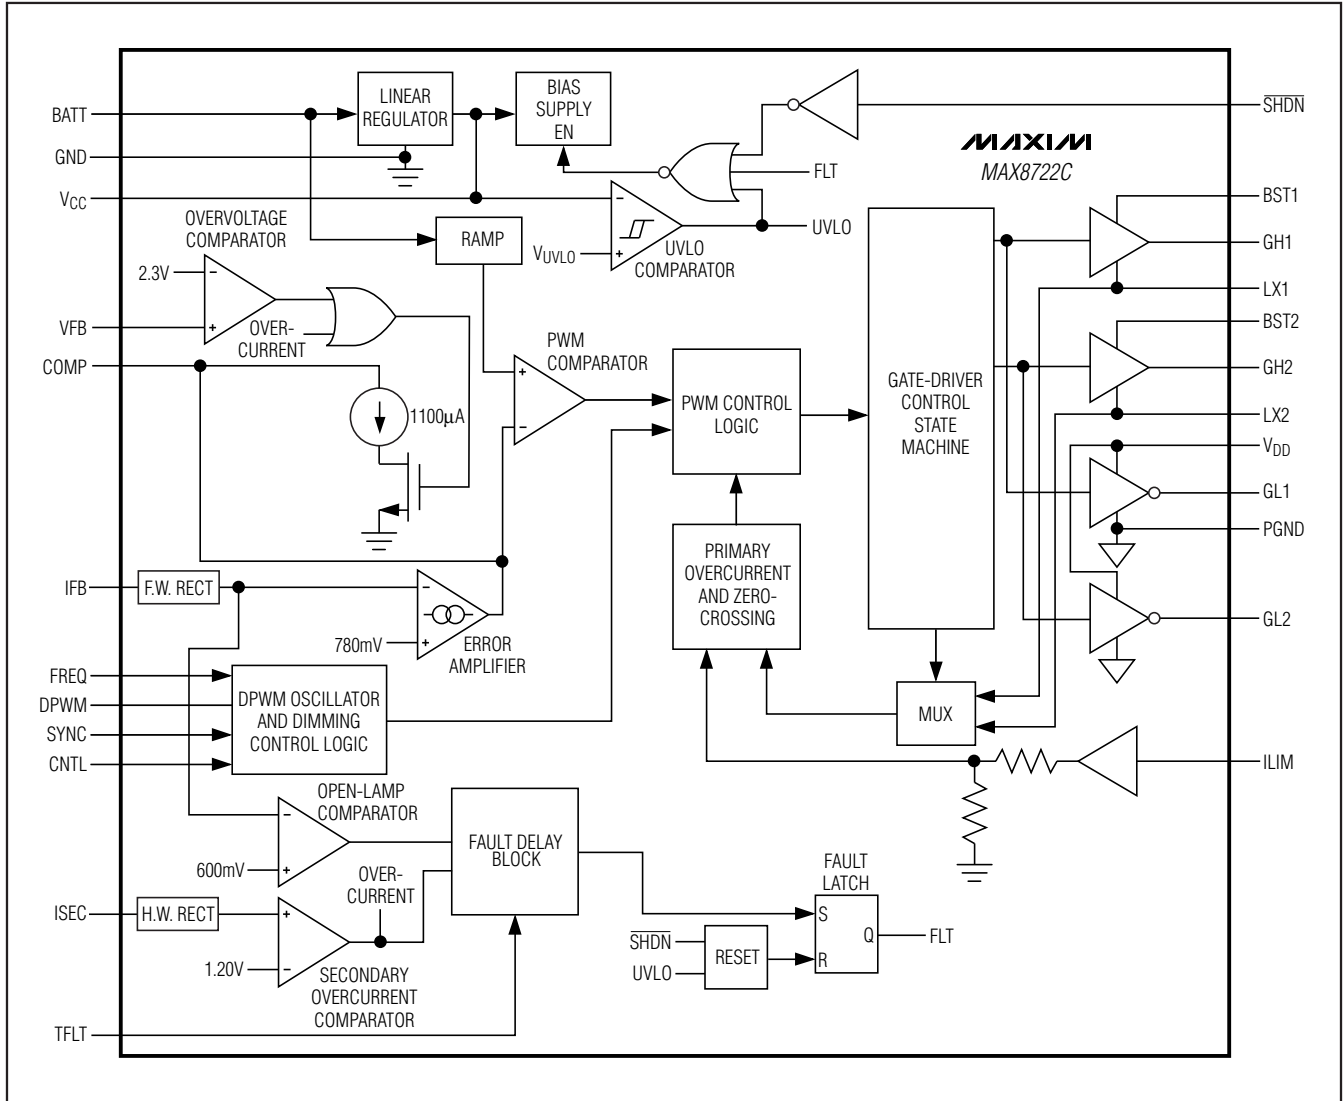 BATT
GND
VCC
VFB
COMP
IFB
FREQ
DPWM
SYNC
CNTL
ISEC
TFLT
LINEAR
REGULATOR
BIAS
SUPPLY
EN
SHDN
MAXIM
MAX8722C
FLT
UVLO
VUVLO
UVLO
COMPARATOR
OVERVOLTAGE
COMPARATOR
2.3V
OVER-
CURRENT
RAMP
1100µA
PWM
COMPARATOR
PWM CONTROL
LOGIC
GATE-DRIVER
CONTROL
STATE
MACHINE
PRIMARY
OVERCURRENT
AND ZERO-
CROSSING
F.W. RECT
780mV
ERROR
AMPLIFIER
DPWM OSCILLATOR
AND DIMMING
CONTROL LOGIC
MUX
OPEN-LAMP
COMPARATOR
600mV
OVER-
CURRENT
FAULT DELAY
BLOCK
H.W. RECT
1.20V
SECONDARY
OVERCURRENT
COMPARATOR
SHDN
UVLO
RESET
FAULT
LATCH
S
R
Q
FLT
BST1
GH1
LX1
BST2
GH2
LX2
VDD
GL1
PGND
GL2
ILIM